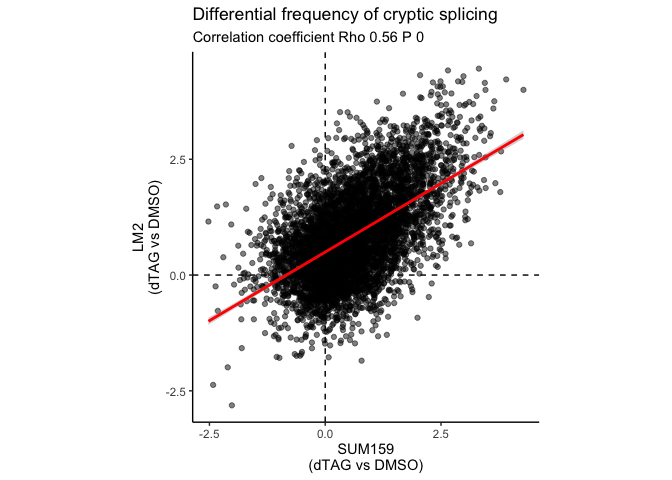 Differential frequency of cryptic splicing
Correlation coefficient Rho 0.56 P 0
2.5
0.0
-2.5
LM2
(dTAG vs DMSO)
-2.5
0.0
2.5
SUM159
(dTAG vs DMSO)